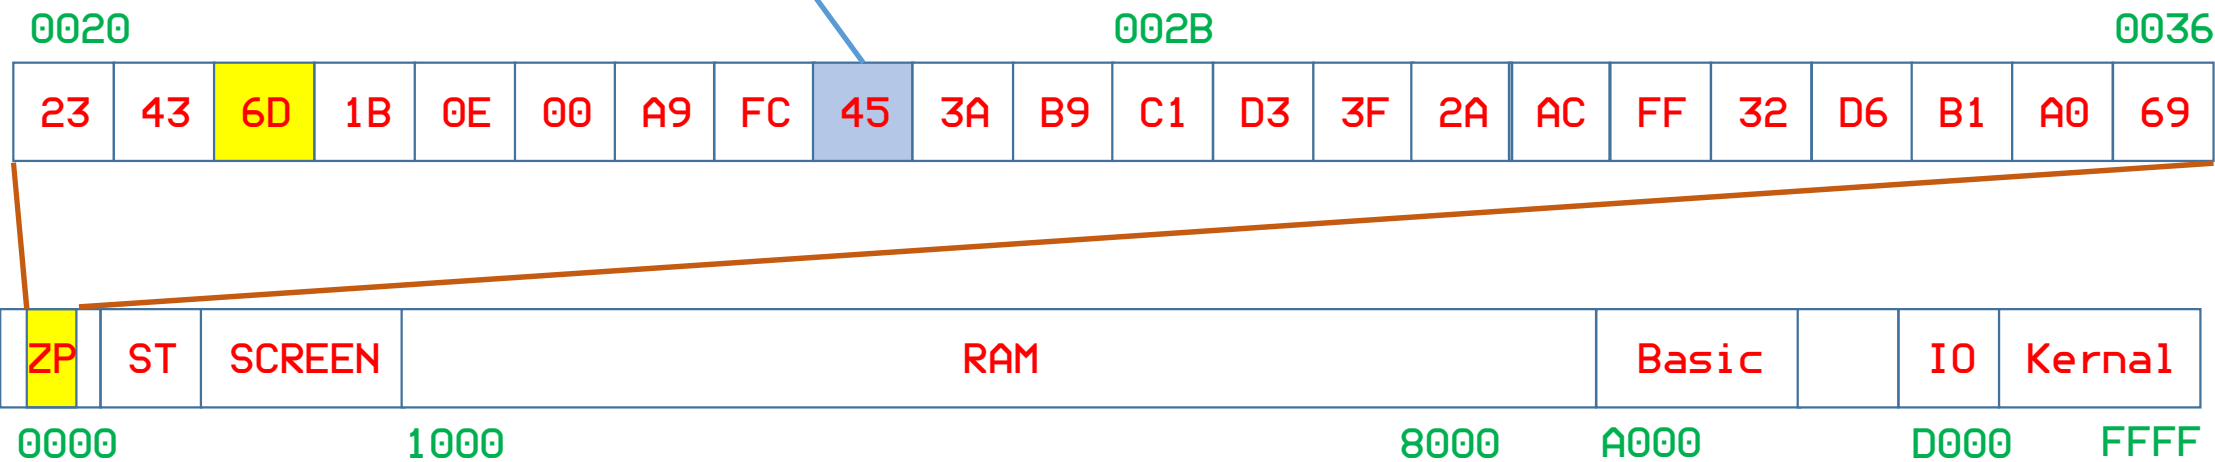 0020 002B 0036
23 43 6D 1B 0E 00 A9 FC 45 3A B9 C1 D3 3F 2A AC FF 32 D6 B1 A0 69
ZP ST SCREEN RAM Basic IO Kernal
0000 1000 8000 A000 D000 FFFF